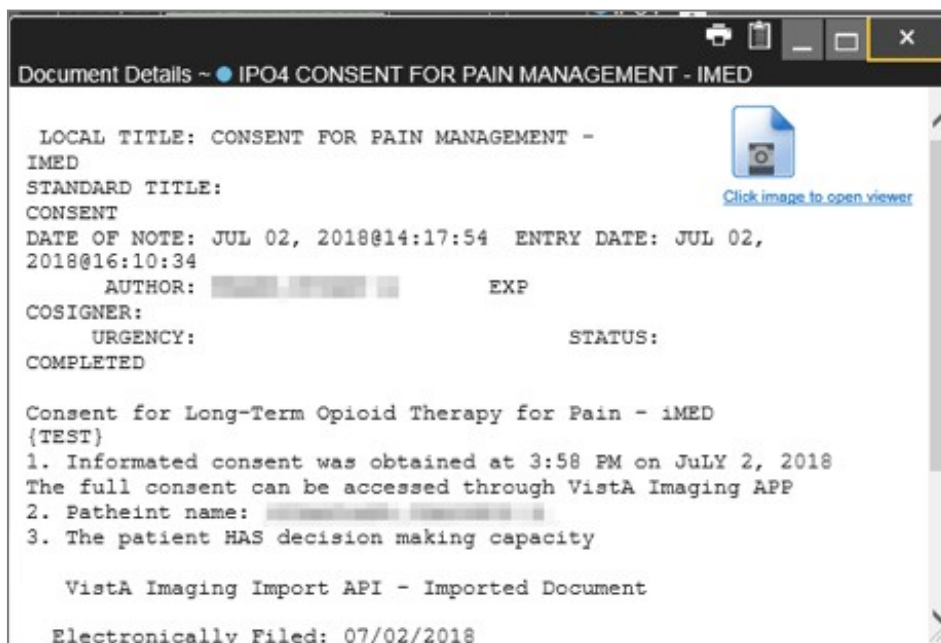 Document Details ~ IPO4 CONSENT FOR PAIN MANAGEMENT - IMED
LOCAL TITLE: CONSENT FOR PAIN MANAGEMENT -
IMED
STANDARD TITLE:
CONSENT
Click image to open viewer
DATE OF NOTE: JUL 02, 2018@14:17:54 ENTRY DATE: JUL 02,
2018@16:10:34
AUTHOR: EXP
COSIGNER:
URGENCY: STATUS:
COMPLETED
Consent for Long-Term Opioid Therapy for Pain - iMED
{TEST}
1. Informated consent was obtained at 3:58 PM on JuLY 2, 2018
The full consent can be accessed through VistA Imaging APP
2. Patheint name:
3. The patient HAS decision making capacity
VistA Imaging Import API - Imported Document
Electronically Filed: 07/02/2018